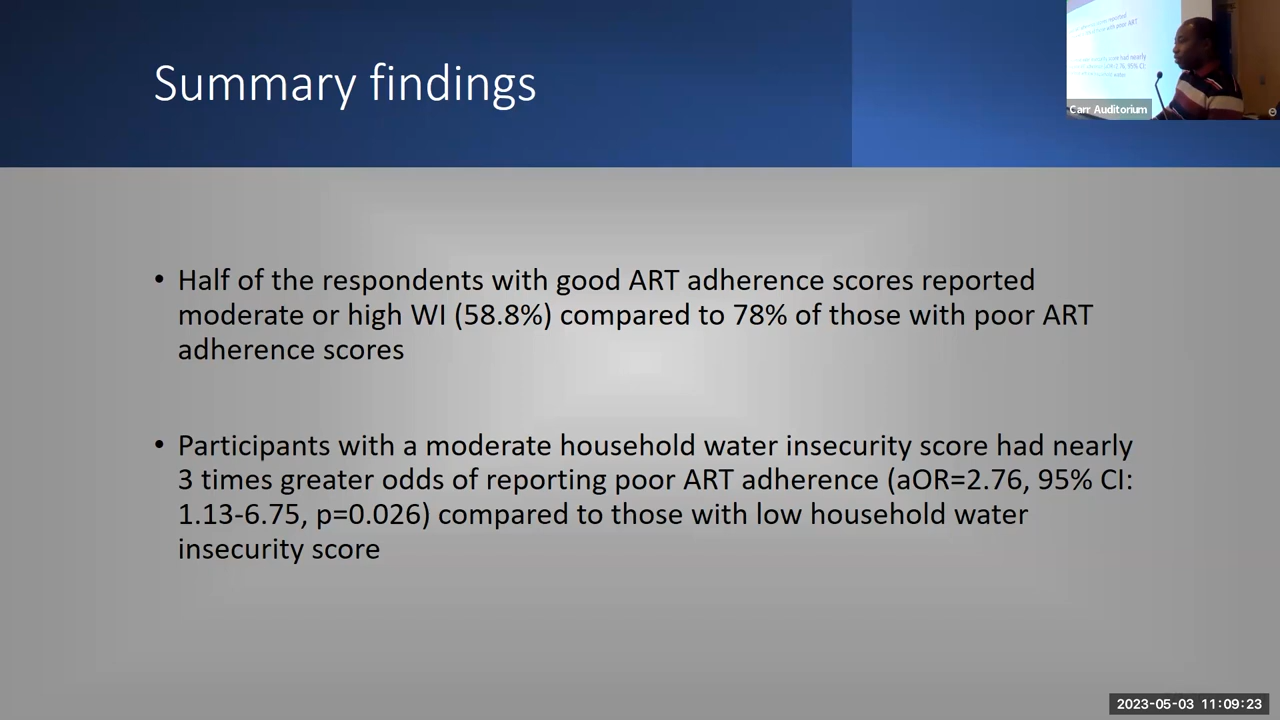 Summary findings
Carr Auditorium
• Half of the respondents with good ART adherence scores reported
moderate or high WI (58.8%) compared to 78% of those with poor ART
adherence scores
• Participants with a moderate household water insecurity score had nearly
3 times greater odds of reporting poor ART adherence (aOR=2.76, 95% CI:
1.13-6.75, p=0.026) compared to those with low household water
insecurity score
2023-05-03 11:09:23